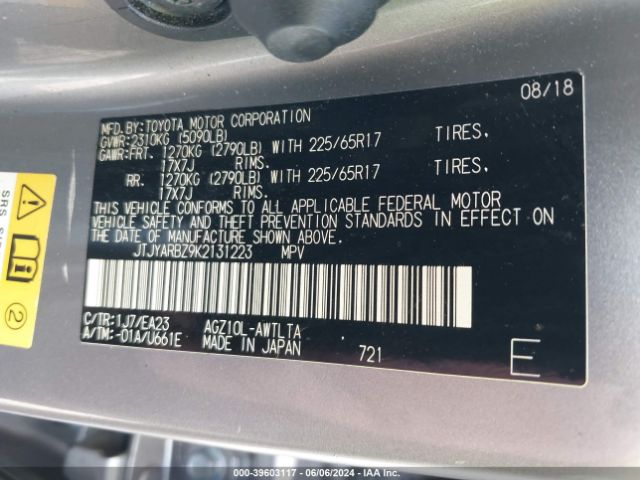 08/18
MFD.BY:TOYOTA MOTOR CORPORATION
GVWR:2310KG (5090LB)
GAWR:FRT. 1270KG (2790LB) WITH 225/65R17 TIRES,
17X7J RIMS.
RR. 1270KG (2790LB) WITH 225/65R17 TIRES,
17X7J RIMS.
THIS VEHICLE CONFORMS TO ALL APPLICABLE FEDERAL MOTOR
VEHICLE SAFETY AND THEFT PREVENTION STANDARDS IN EFFECT ON
THE DATE OF MANUFACTURE SHOWN ABOVE.
JTJYARBZ9K2131223 MPV
C/TR:1J7/EA23 AGZ10L-AWTLTA
A/TM:-01A/U661E MADE IN JAPAN 721
E
SRS
2
000-39603117 - 06/06/2024 - IAA Inc.